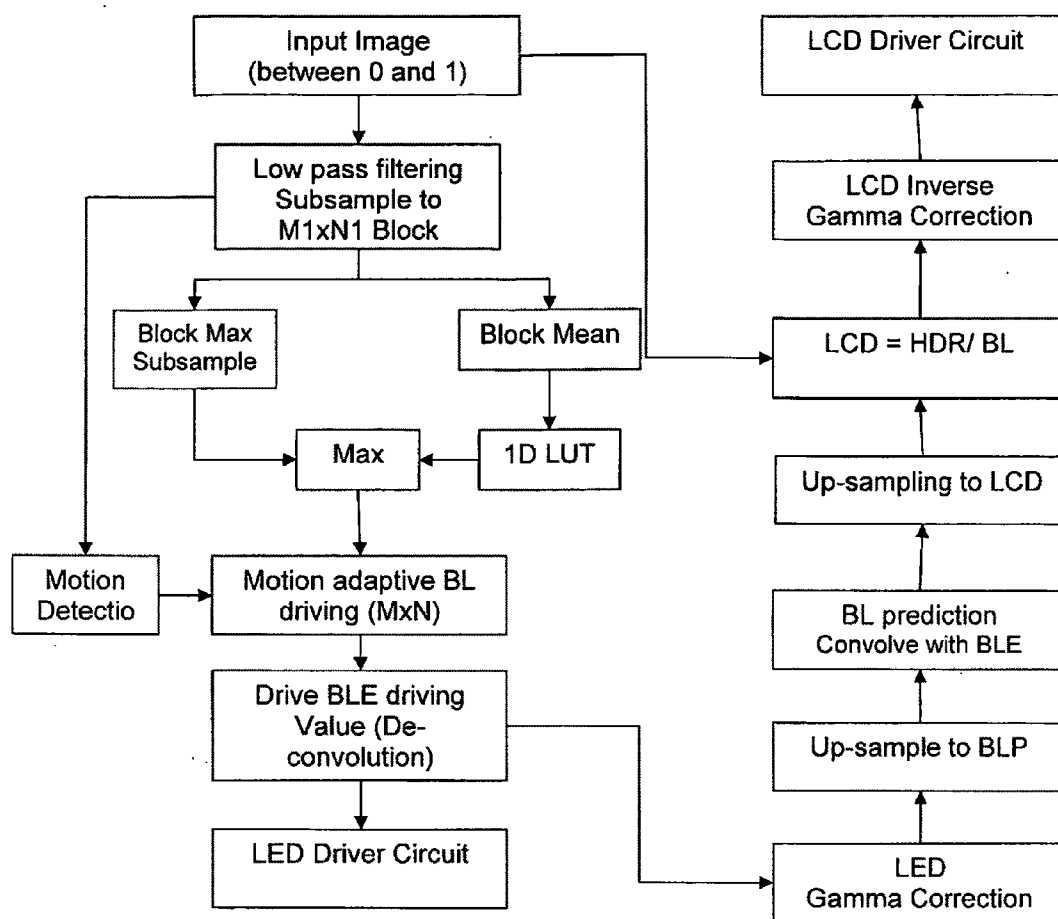 Input Image
(between 0 and 1)
Low pass filtering
Subsample to
M1xN1 Block
Block Max
Subsample
Block Mean
Max
1D LUT
Motion
Detectio
Motion adaptive BL
driving (MxN)
Drive BLE driving
Value (De-
convolution)
LED Driver Circuit
LCD Driver Circuit
LCD Inverse
Gamma Correction
LCD = HDR/ BL
Up-sampling to LCD
BL prediction
Convolve with BLE
Up-sample to BLP
LED
Gamma Correction